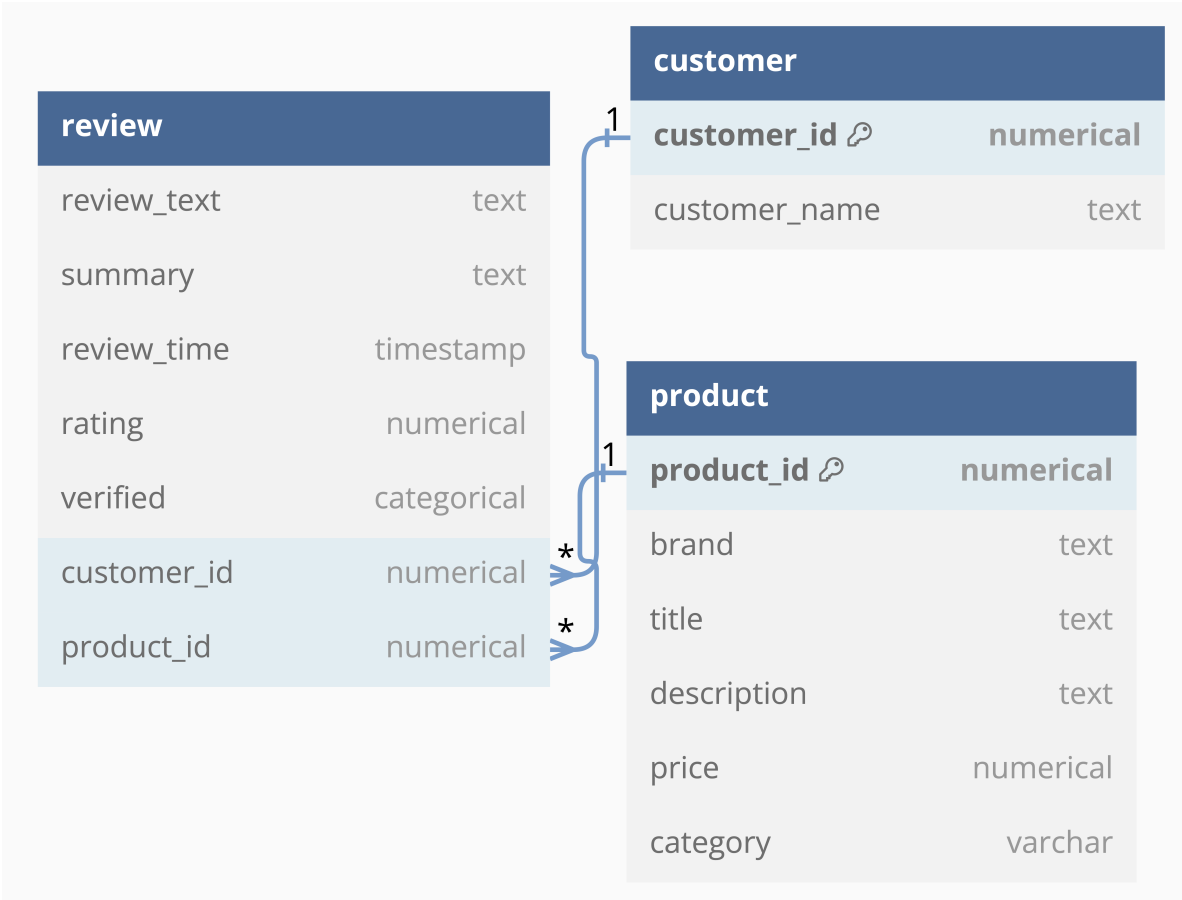 review
review_text text
summary text
review_time timestamp
rating numerical
verified categorical
customer_id numerical
product_id numerical
*
*
1
1
customer
customer_id numerical
customer_name text
product
product_id numerical
brand text
title text
description text
price numerical
category varchar